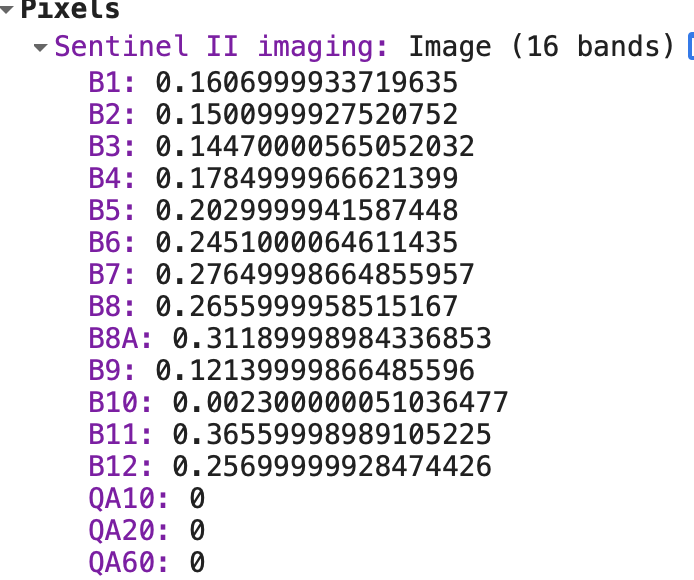 Pixels
Sentinel II imaging: Image (16 bands)
B1: 0.1606999933719635
B2: 0.1500999927520752
B3: 0.14470000565052032
B4: 0.1784999966621399
B5: 0.2029999941587448
B6: 0.2451000064611435
B7: 0.27649998664855957
B8: 0.2655999958515167
B8A: 0.31189998984336853
B9: 0.12139999866485596
B10: 0.002300000051036477
B11: 0.36559998989105225
B12: 0.25699999928474426
QA10: 0
QA20: 0
QA60: 0